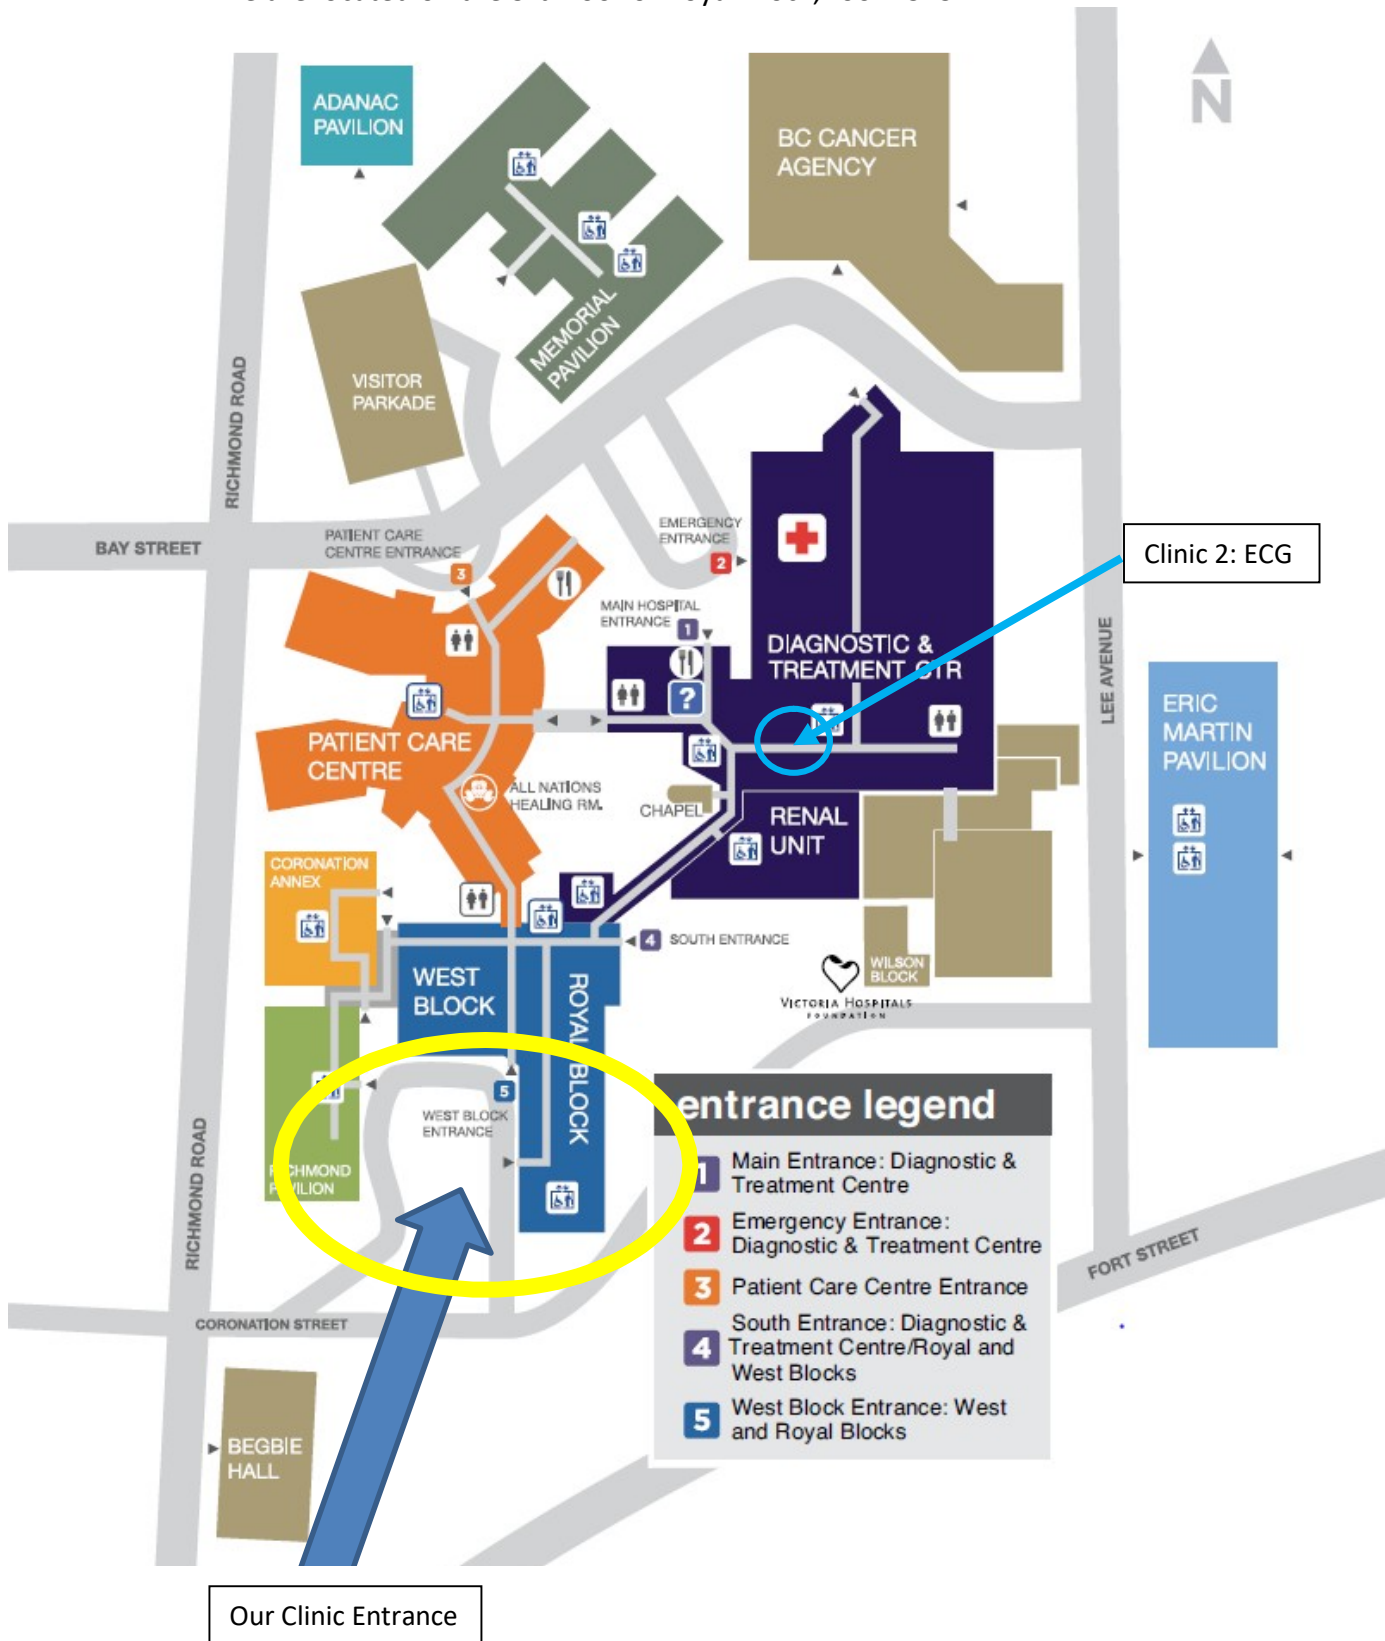 ADANAC
PAVILION
BC CANCER
AGENCY
N
MEMORIAL
PAVILION
VISITOR
PARKADE
RICHMOND ROAD
BAY STREET
PATIENT CARE
CENTRE ENTRANCE
3
EMERGENCY
ENTRANCE
2
Clinic 2: ECG
MAIN HOSPITAL
ENTRANCE
1
?
DIAGNOSTIC &
TREATMENT CTR
LEE AVENUE
ERIC
MARTIN
PAVILION
PATIENT CARE
CENTRE
ALL NATIONS
HEALING RM.
CHAPEL
RENAL
UNIT
CORONATION
ANNEX
4
SOUTH ENTRANCE
WILSON
BLOCK
VICTORIA HOSPITALS
FOUNDATION
WEST
BLOCK
ROYAL BLOCK
5
WEST BLOCK
ENTRANCE
RICHMOND
PAVILION
RICHMOND ROAD
entrance legend
1 Main Entrance: Diagnostic &
Treatment Centre
2 Emergency Entrance:
Diagnostic & Treatment Centre
3 Patient Care Centre Entrance
4 South Entrance: Diagnostic &
Treatment Centre/Royal and
West Blocks
5 West Block Entrance: West
and Royal Blocks
FORT STREET
CORONATION STREET
BEGBIE
HALL
Our Clinic Entrance